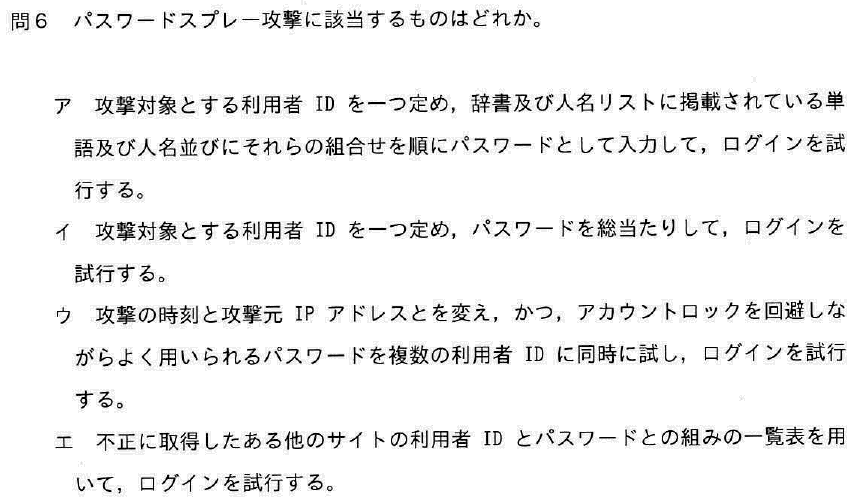 問６　パスワードスプレー攻撃に該当するものはどれか。
ア　攻撃対象とする利用者 ID を一つ定め，辞書及び人名リストに掲載されている単
語及び人名並びにそれらの組合せを順にパスワードとして入力して，ログインを試
行する。
イ　攻撃対象とする利用者 ID を一つ定め，パスワードを総当たりして，ログインを
試行する。
ウ　攻撃の時刻と攻撃元 IP アドレスとを変え，かつ，アカウントロックを回避しな
がらよく用いられるパスワードを複数の利用者 ID に同時に試し，ログインを試行
する。
エ　不正に取得したある他のサイトの利用者 ID とパスワードとの組みの一覧表を用
いて，ログインを試行する。